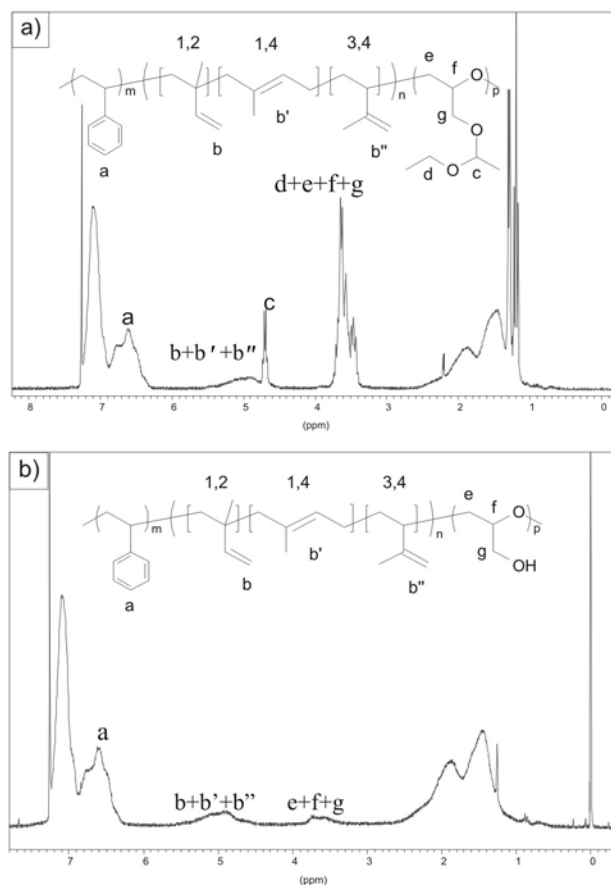 a)
1,2 1,4 3,4
m n p
e
f
O
g
O
b b' b"
a
d O c
d+e+f+g
a
b+b′+b″
c
8 7 6 5 4 3 2 1 0
(ppm)
b)
1,2 1,4 3,4
m n p
e
f
O
g
OH
b b' b"
a
a
b+b'+b”
e+f+g
7 6 5 4 3 2 1 0
(ppm)